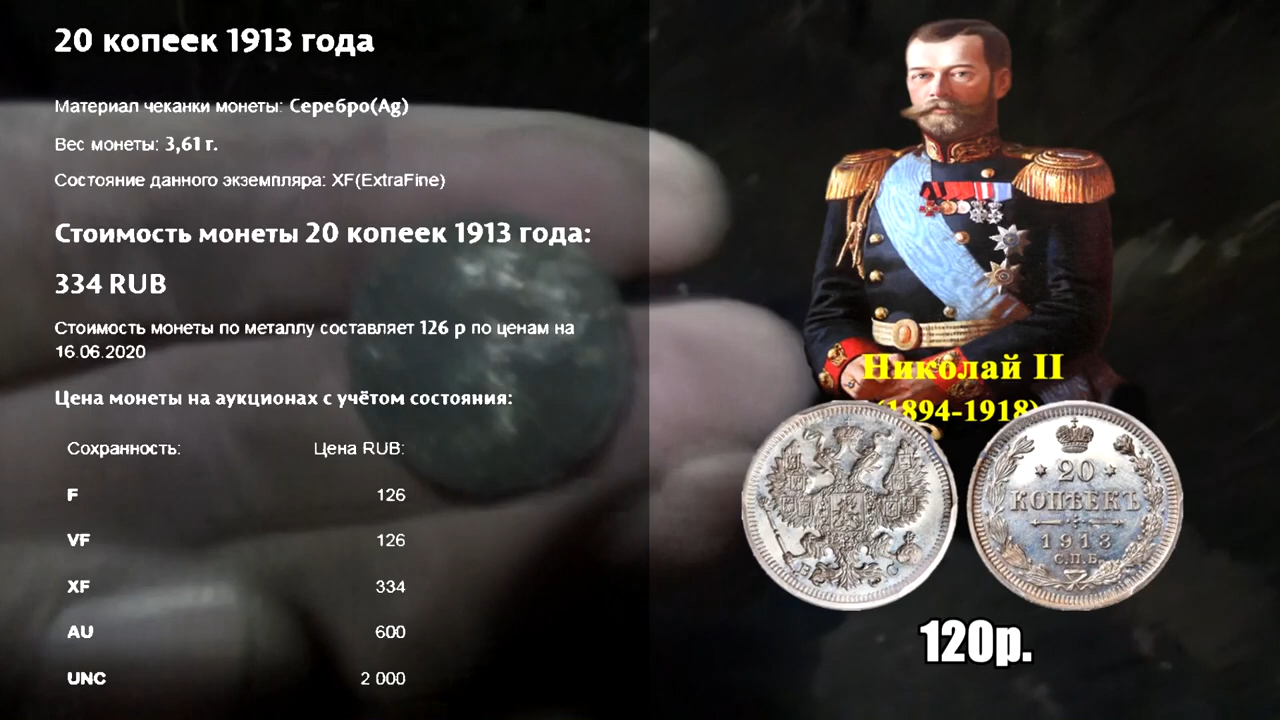 20 копеек 1913 года
Материал чеканки монеты: Серебро(Ag)
Вес монеты: 3,61 г.
Состояние данного экземпляра: XF(ExtraFine)
Стоимость монеты 20 копеек 1913 года:
334 RUB
Стоимость монеты по металлу составляет 126 р по ценам на
16.06.2020
Цена монеты на аукционах с учётом состояния:
Сохранность: Цена RUB:
F 126
VF 126
XF 334
AU 600
UNC 2 000
Николай II
(1894-1918)
20
КОПѢЕКЪ
1913
С.П.Б.
В С
120р.